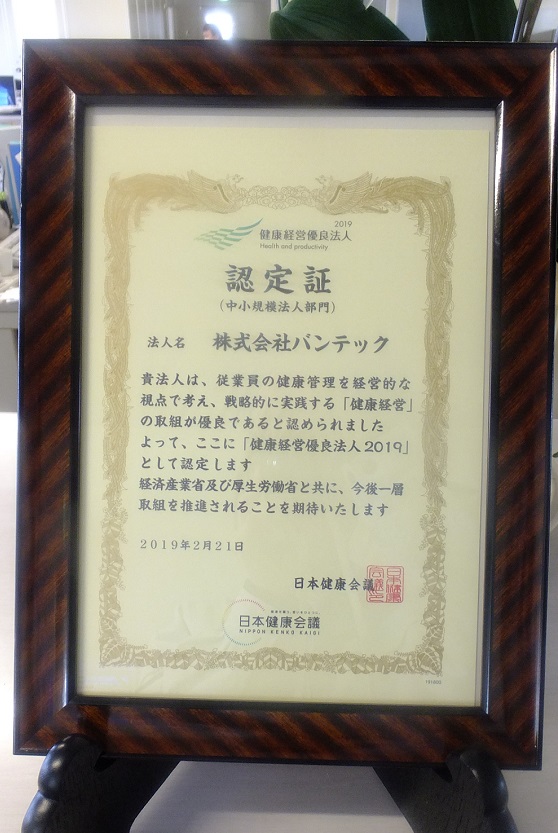 2019
健康経営優良法人
Health and productivity
認定証
(中小規模法人部門)
法人名 株式会社バンテック
貴法人は、従業員の健康管理を経営的な
視点で考え、戦略的に実践する「健康経営」
の取組が優良であると認められました
よって、ここに「健康経営優良法人2019」
として認定します
経済産業省及び厚生労働省と共に、今後一層
取組を推進されることを期待いたします
2019年2月21日
日本健康会議
日本健康会議
NIPPON KENKO KAIGI